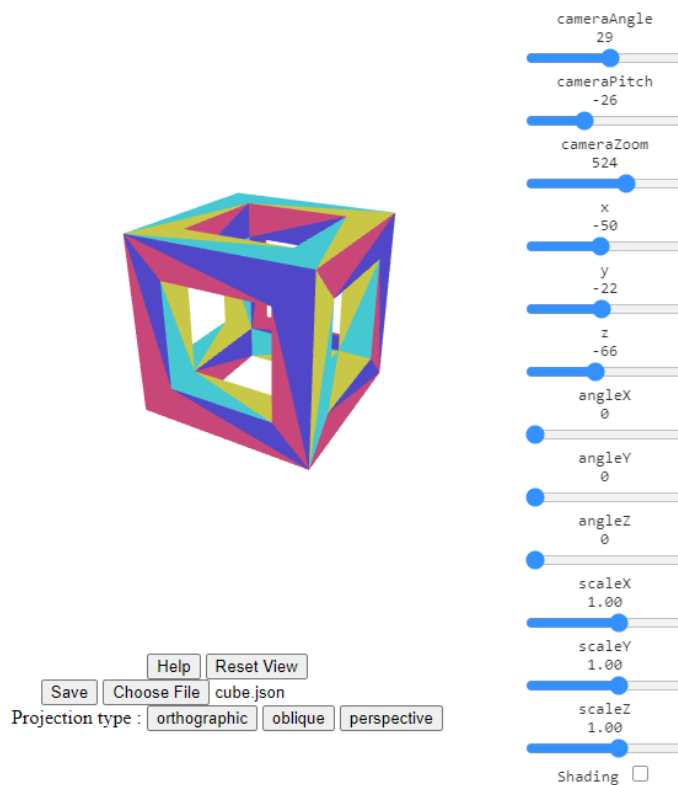 cameraAngle
29
cameraPitch
-26
cameraZoom
524
x
-50
y
-22
z
-66
angleX
0
angleY
0
angleZ
0
scaleX
1.00
scaleY
1.00
scaleZ
1.00
Shading
Help Reset View
Save Choose File cube.json
Projection type : orthographic oblique perspective